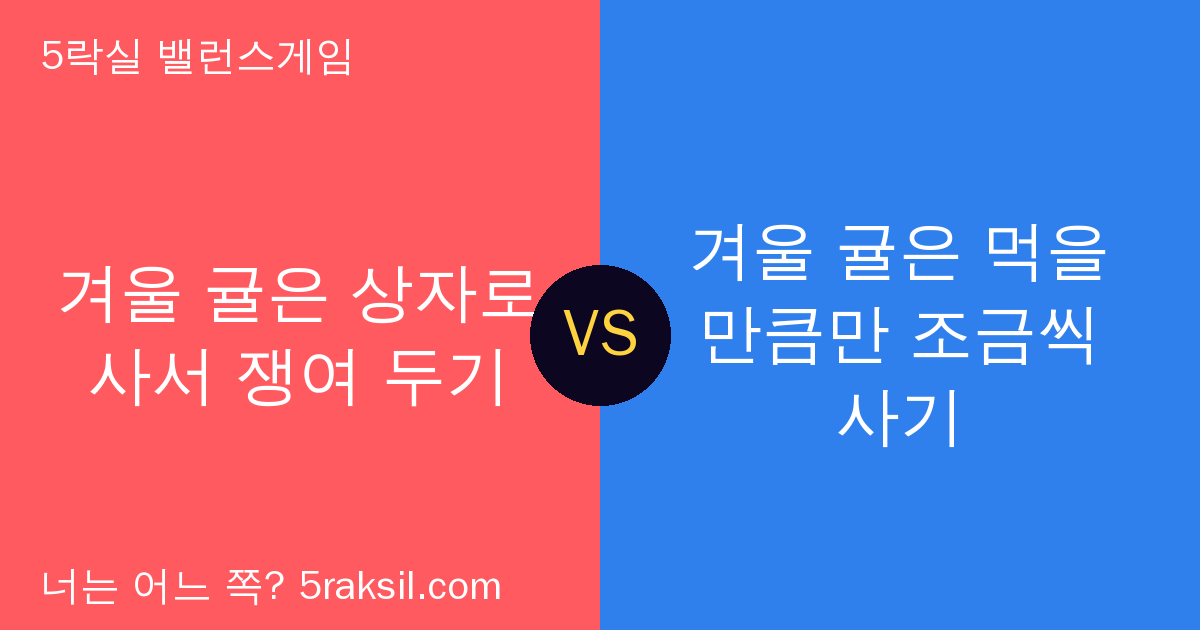 5락실 밸런스게임
겨울 귤은 상자로
사서 쟁여 두기
VS
겨울 귤은 먹을
만큼만 조금씩
사기
너는 어느 쪽? 5raksil.com